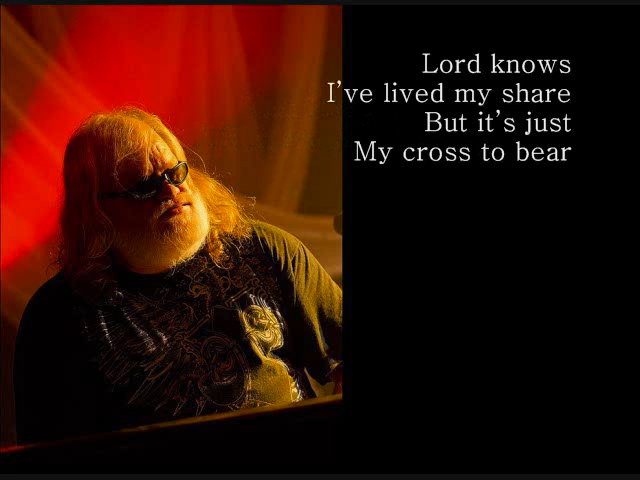 Lord knows
I've lived my share
But it's just
My cross to bear